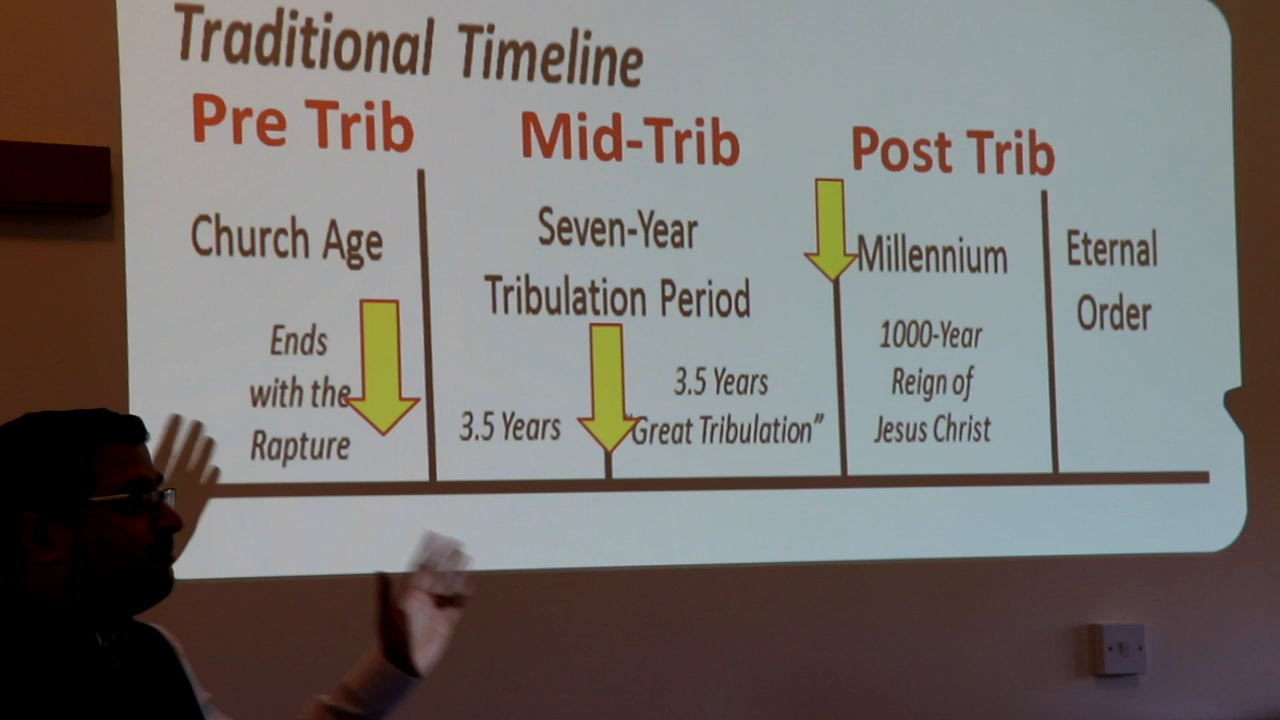 Traditional Timeline
Pre Trib
Mid-Trib
Post Trib
Church Age
Ends
with the
Rapture
Seven-Year
Tribulation Period
3.5 Years
3.5 Years
"Great Tribulation"
Millennium
1000-Year
Reign of
Jesus Christ
Eternal
Order